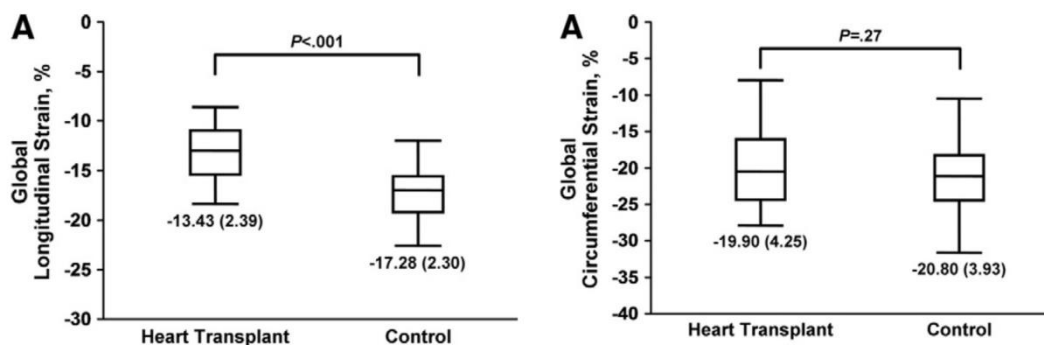 A
Global
Longitudinal Strain, %
0
-5
-10
-15
-20
-25
-30
P<.001
-13.43 (2.39)
-17.28 (2.30)
Heart Transplant
Control
A
Global
Circumferential Strain, %
0
-5
-10
-15
-20
-25
-30
-35
-40
P=.27
-19.90 (4.25)
-20.80 (3.93)
Heart Transplant
Control